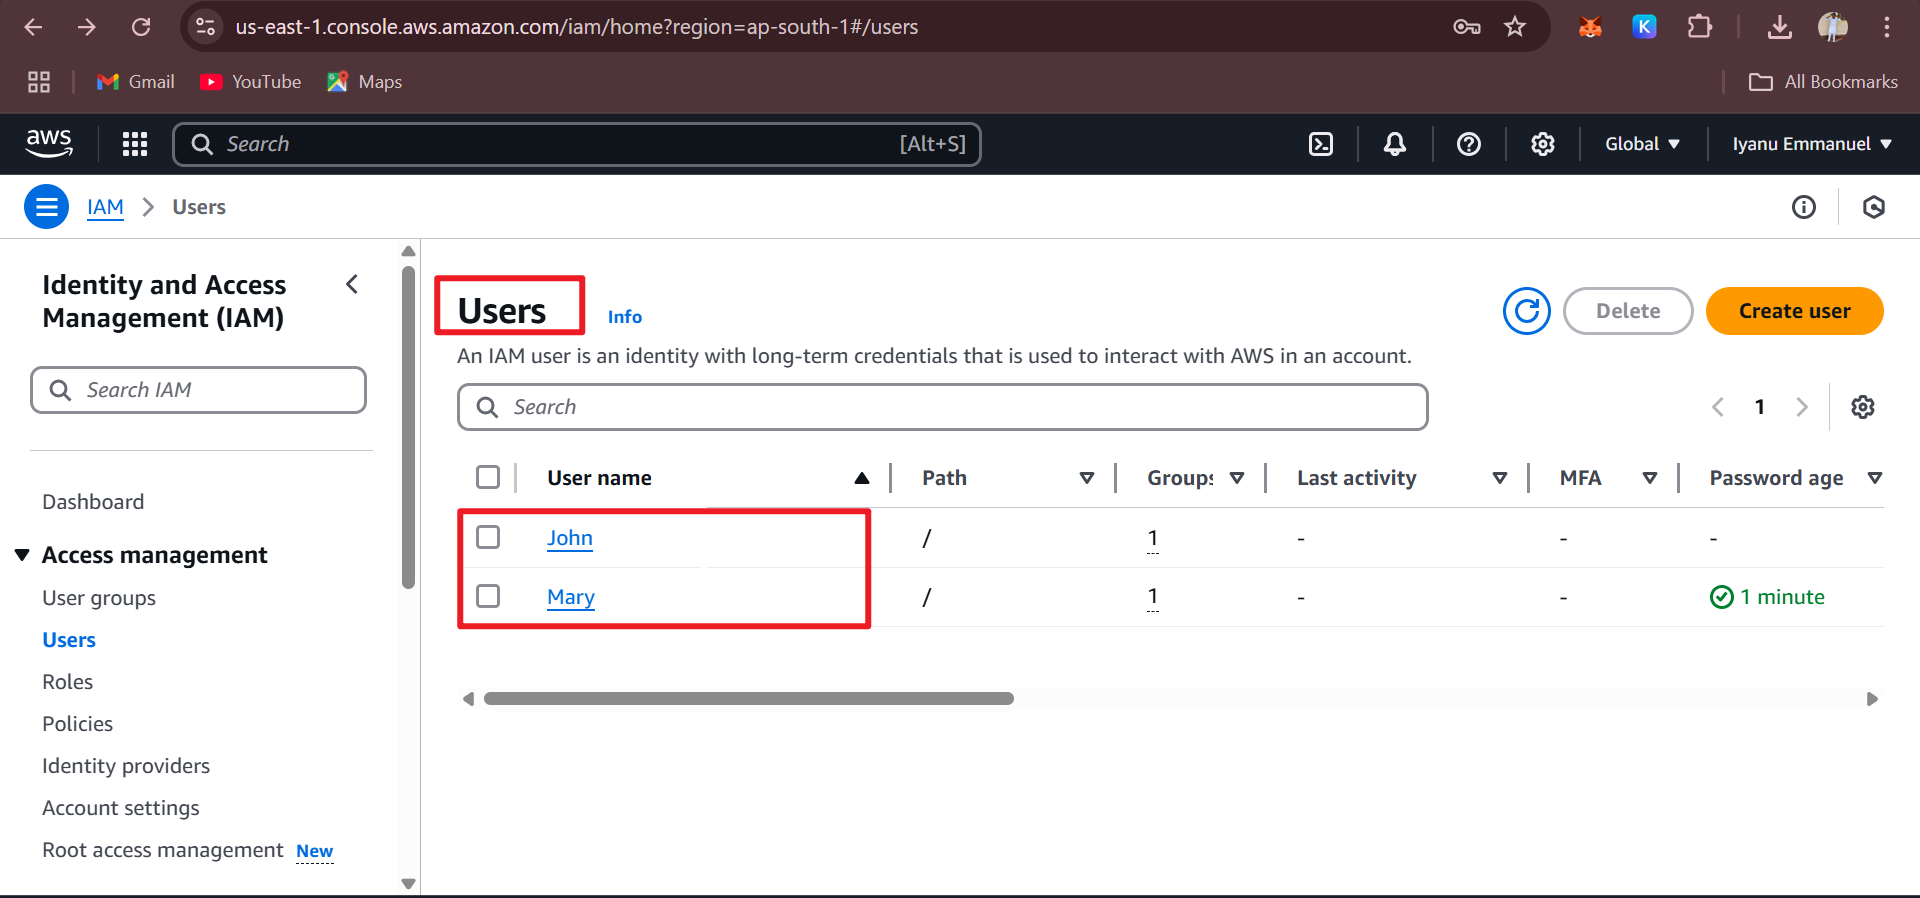 us-east-1.console.aws.amazon.com/iam/home?region=ap-south-1#/users
K
Gmail
YouTube
Maps
All Bookmarks
aws
Search
[Alt+S]
Global
Iyanu Emmanuel
IAM
Users
Identity and Access
Management (IAM)
Search IAM
Dashboard
Access management
User groups
Users
Roles
Policies
Identity providers
Account settings
Root access management New
Users Info
Delete
Create user
An IAM user is an identity with long-term credentials that is used to interact with AWS in an account.
Search
1
User name Path Groups Last activity MFA Password age
John / 1 - - -
Mary / 1 - - 1 minute